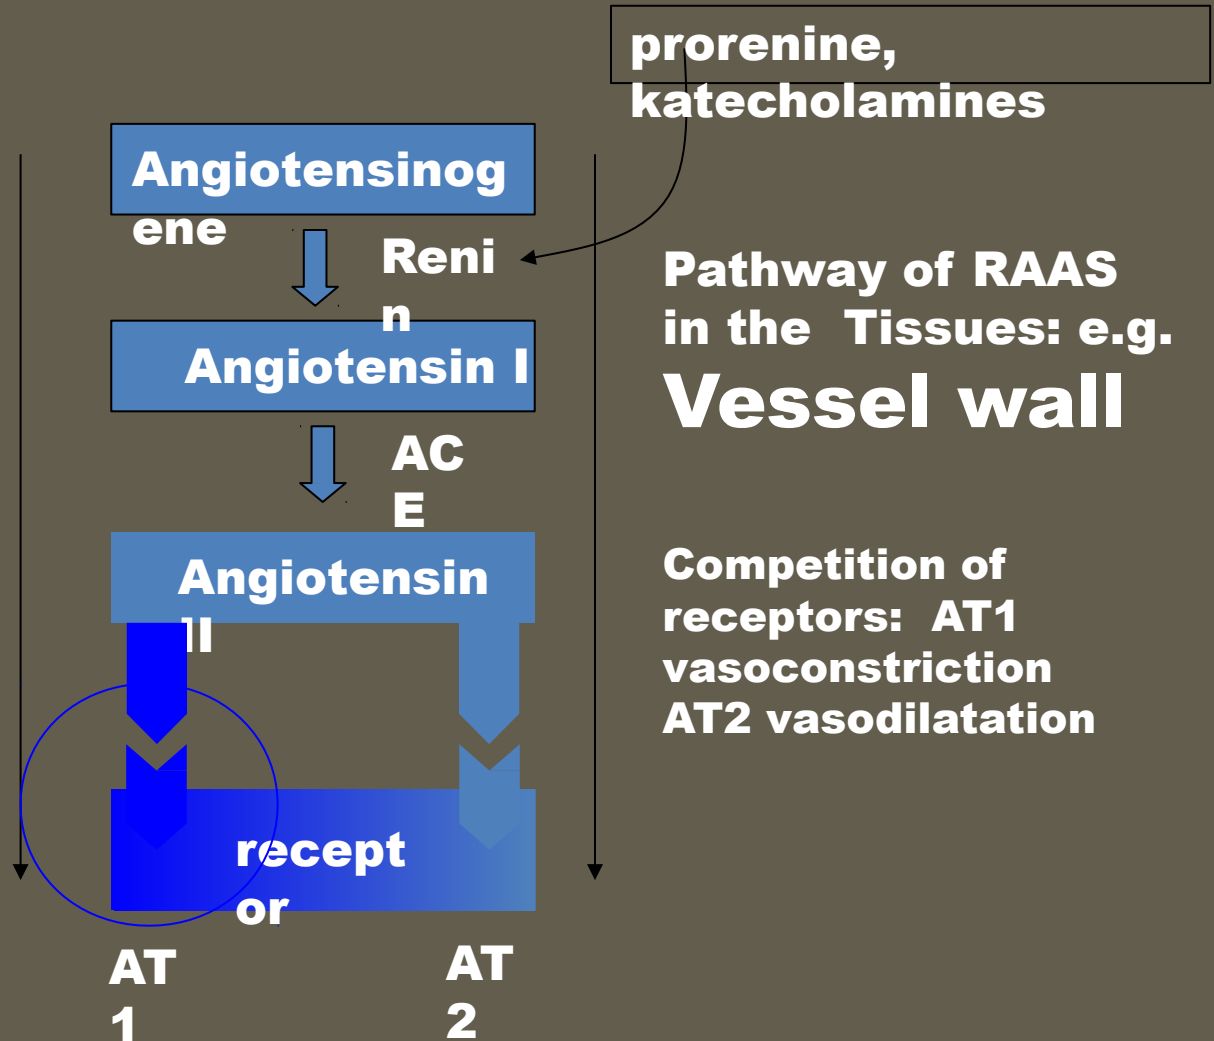 prorenine,
katecholamines
Angiotensinog
ene
Reni
n
Angiotensin I
AC
E
Angiotensin
II
recept
or
AT
1
AT
2
Pathway of RAAS
in the  Tissues: e.g.
Vessel wall
Competition of
receptors:  AT1
vasoconstriction
AT2 vasodilatation